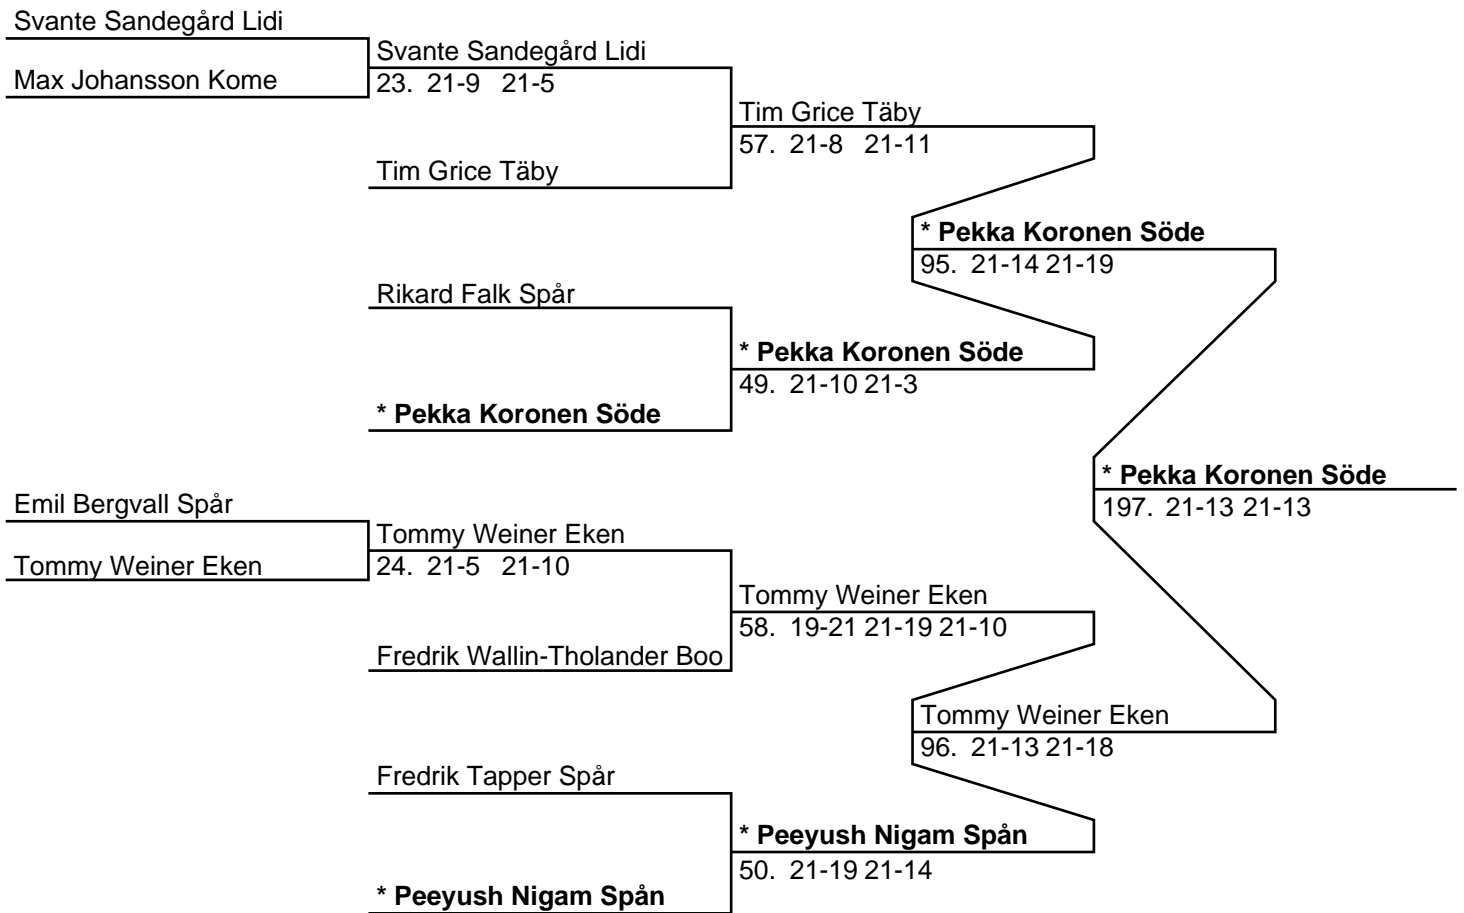 Svante Sandegård Lidi
Svante Sandegård Lidi
Max Johansson Kome
23. 21-9 21-5
Tim Grice Täby
57. 21-8 21-11
Tim Grice Täby
* Pekka Koronen Söde
95. 21-14 21-19
Rikard Falk Spår
* Pekka Koronen Söde
49. 21-10 21-3
* Pekka Koronen Söde
* Pekka Koronen Söde
197. 21-13 21-13
Emil Bergvall Spår
Tommy Weiner Eken
Tommy Weiner Eken
24. 21-5 21-10
Tommy Weiner Eken
58. 19-21 21-19 21-10
Fredrik Wallin-Tholander Boo
Tommy Weiner Eken
96. 21-13 21-18
Fredrik Tapper Spår
* Peeyush Nigam Spån
50. 21-19 21-14
* Peeyush Nigam Spån